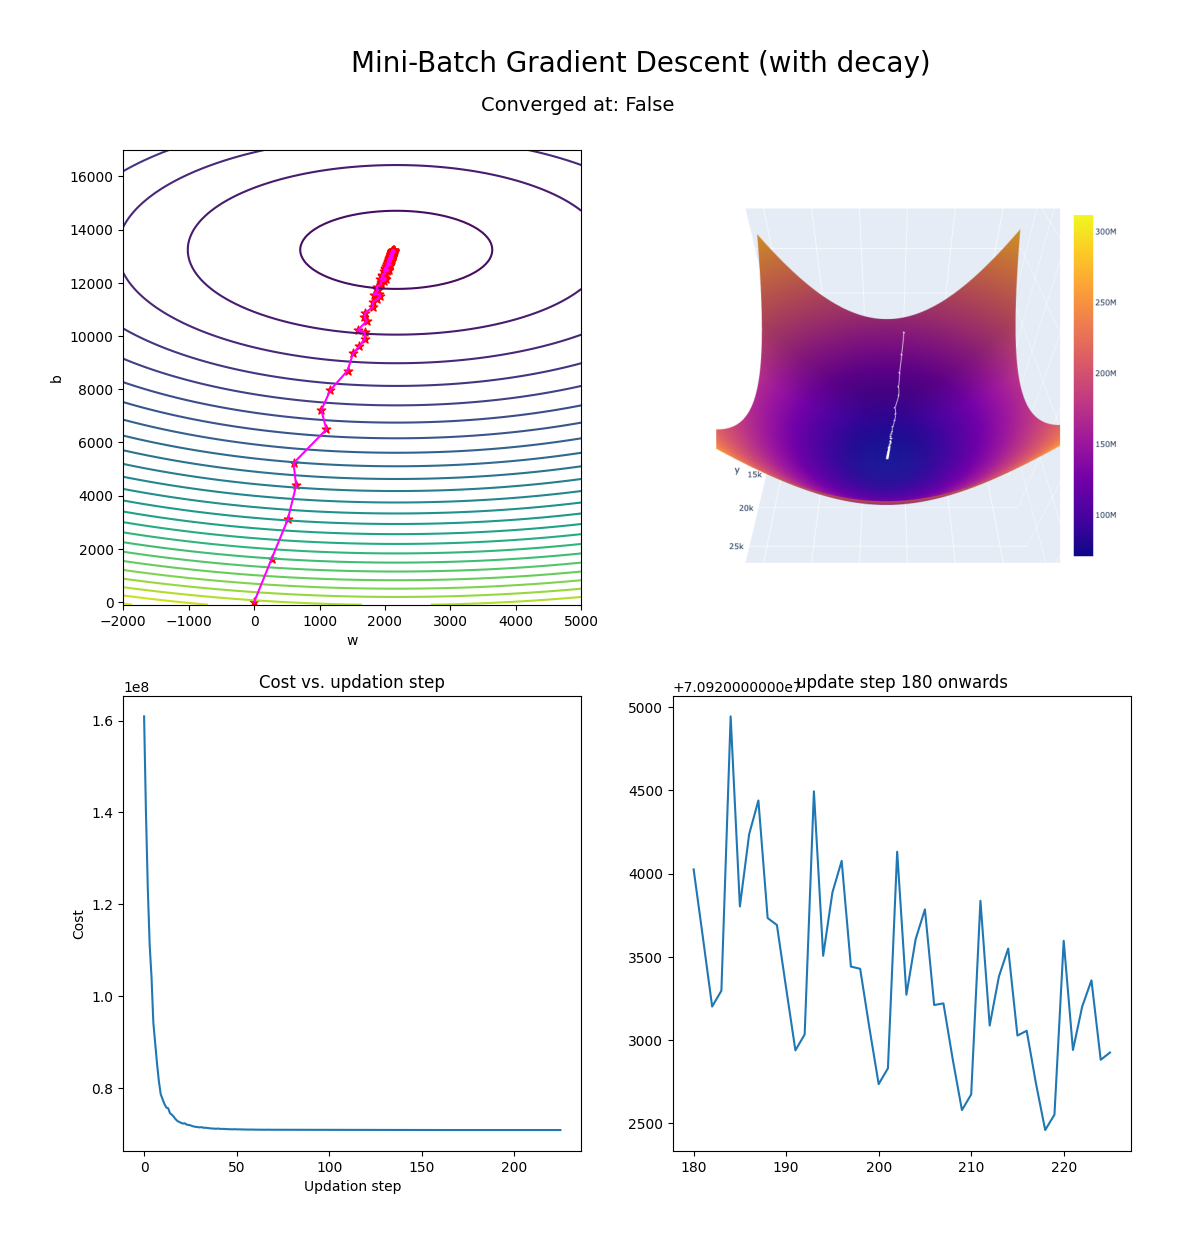 Mini-Batch Gradient Descent (with decay)
Converged at: False
16000
14000
12000
10000
8000
6000
4000
2000
0
b
−2000 −1000 0 1000 2000 3000 4000 5000
w
300M
250M
200M
150M
100M
y 15k
20k
25k
Cost vs. updation step
1e8
1.6
1.4
1.2
1.0
0.8
Cost
0 50 100 150 200
Updation step
update step 180 onwards
+7.0920000000e7
5000
4500
4000
3500
3000
2500
180 190 200 210 220